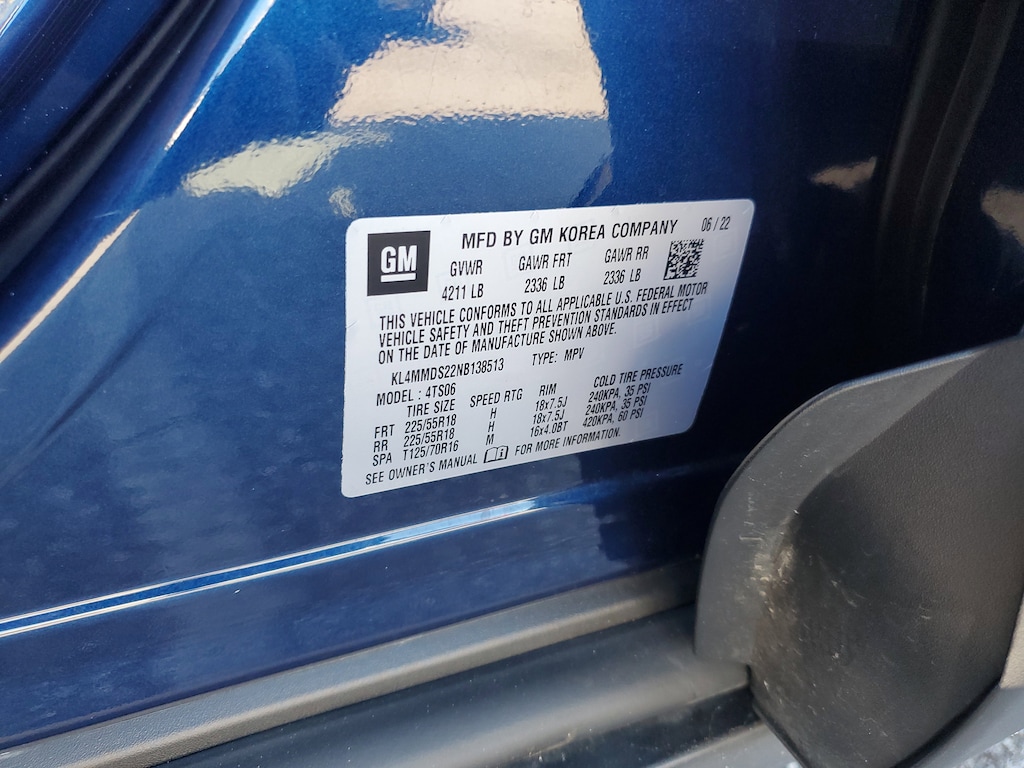 GM
MFD BY GM KOREA COMPANY 06 / 22
GVWR GAWR FRT GAWR RR
4211 LB 2336 LB 2336 LB
THIS VEHICLE CONFORMS TO ALL APPLICABLE U.S. FEDERAL MOTOR
VEHICLE SAFETY AND THEFT PREVENTION STANDARDS IN EFFECT
ON THE DATE OF MANUFACTURE SHOWN ABOVE.
KL4MMDS22NB138513 TYPE: MPV
MODEL : 4TS06
TIRE SIZE SPEED RTG RIM COLD TIRE PRESSURE
FRT 225/55R18 H 18x7.5J 240KPA, 35 PSI
RR 225/55R18 H 18x7.5J 240KPA, 35 PSI
SPA T125/70R16 M 16x4.0BT 420KPA, 60 PSI
SEE OWNER'S MANUAL i FOR MORE INFORMATION.